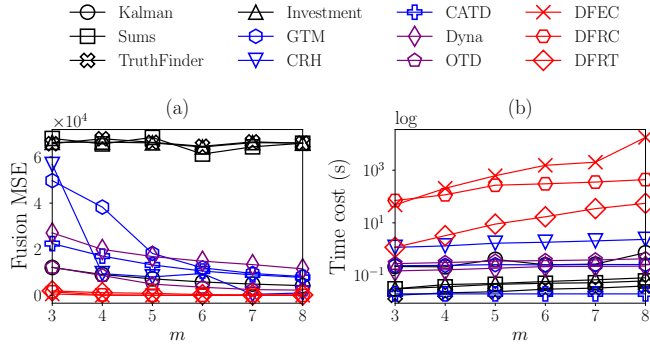 Kalman Investment CATD DFEC
Sums GTM Dyna DFRC
TruthFinder CRH OTD DFRT
(a)
×10⁴
Fusion MSE
6
4
2
0
3 4 5 6 7 8
m
(b)
log
Time cost (s)
10³
10¹
10⁻¹
3 4 5 6 7 8
m